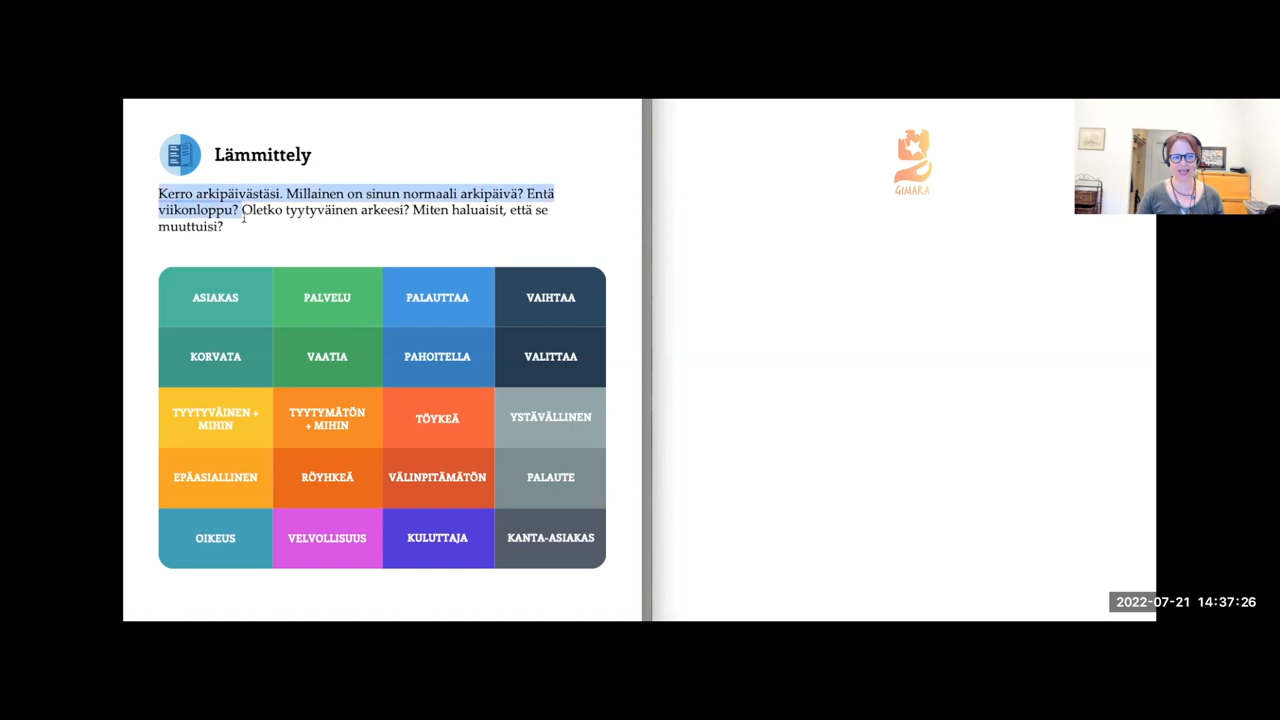 Lämmittely
Kerro arkipäivästäsi. Millainen on sinun normaali arkipäivä? Entä
viikonloppu? Oletko tyytyväinen arkeesi? Miten haluaisit, että se
muuttuisi?
ASIAKAS
PALVELU
PALAUTTAA
VAIHTAA
KORVATA
VAATIA
PAHOITELLA
VALITTAA
TYYTYVÄINEN +
MIHIN
TYYTYMÄTÖN
+ MIHIN
TÖYKEÄ
YSTÄVÄLLINEN
EPÄASIALLINEN
RÖYHKEÄ
VÄLINPITÄMÄTÖN
PALAUTE
OIKEUS
VELVOLLISUUS
KULUTTAJA
KANTA-ASIAKAS
GIMARA
2022-07-21 14:37:26